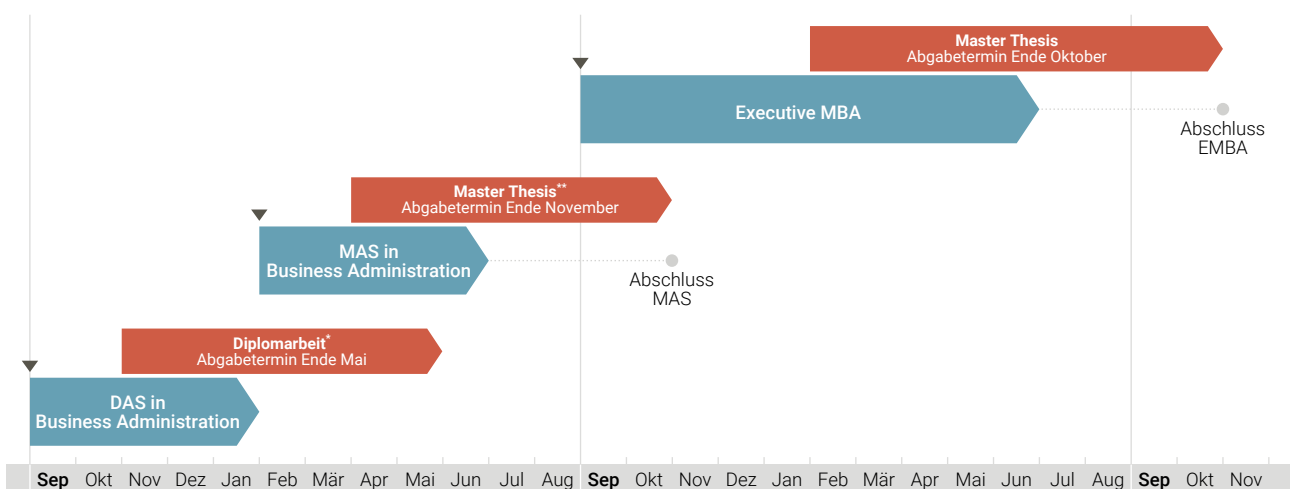 Master Thesis
Abgabetermin Ende Oktober
Executive MBA
Abschluss
EMBA
Master Thesis**
Abgabetermin Ende November
MAS in
Business Administration
Abschluss
MAS
Diplomarbeit*
Abgabetermin Ende Mai
DAS in
Business Administration
Sep Okt Nov Dez Jan Feb Mär Apr Mai Jun Jul Aug Sep Okt Nov Dez Jan Feb Mär Apr Mai Jun Jul Aug Sep Okt Nov